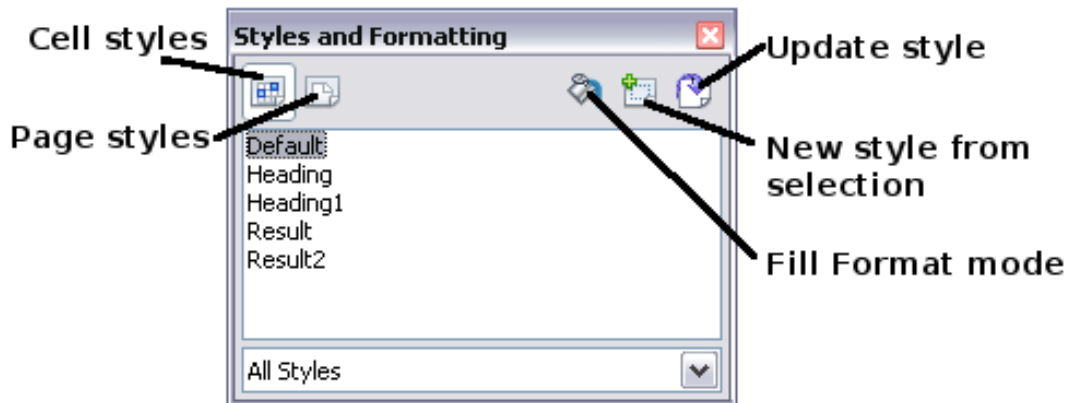 Cell styles
Styles and Formatting
Update style
Page styles
Default
Heading
Heading1
Result
Result2
New style from
selection
Fill Format mode
All Styles